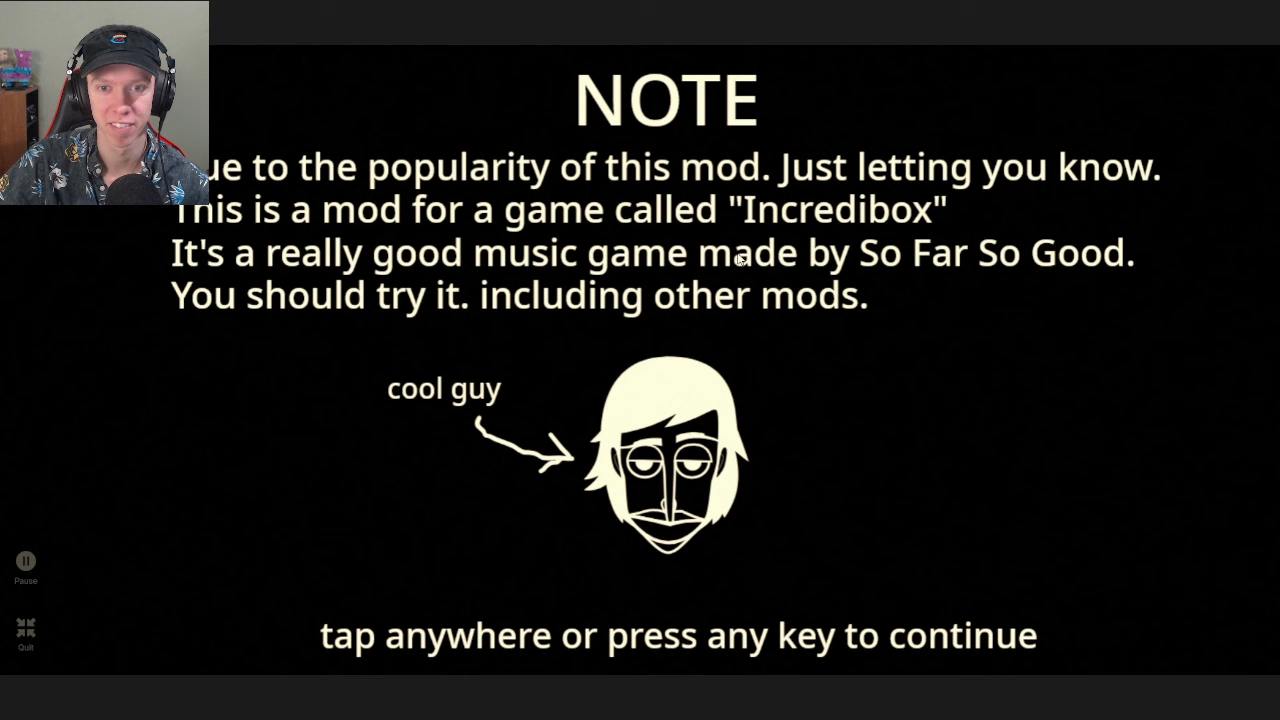 NOTE
ue to the popularity of this mod. Just letting you know.
This is a mod for a game called "Incredibox"
It's a really good music game made by So Far So Good.
You should try it. including other mods.
cool guy
Pause
Quit
tap anywhere or press any key to continue